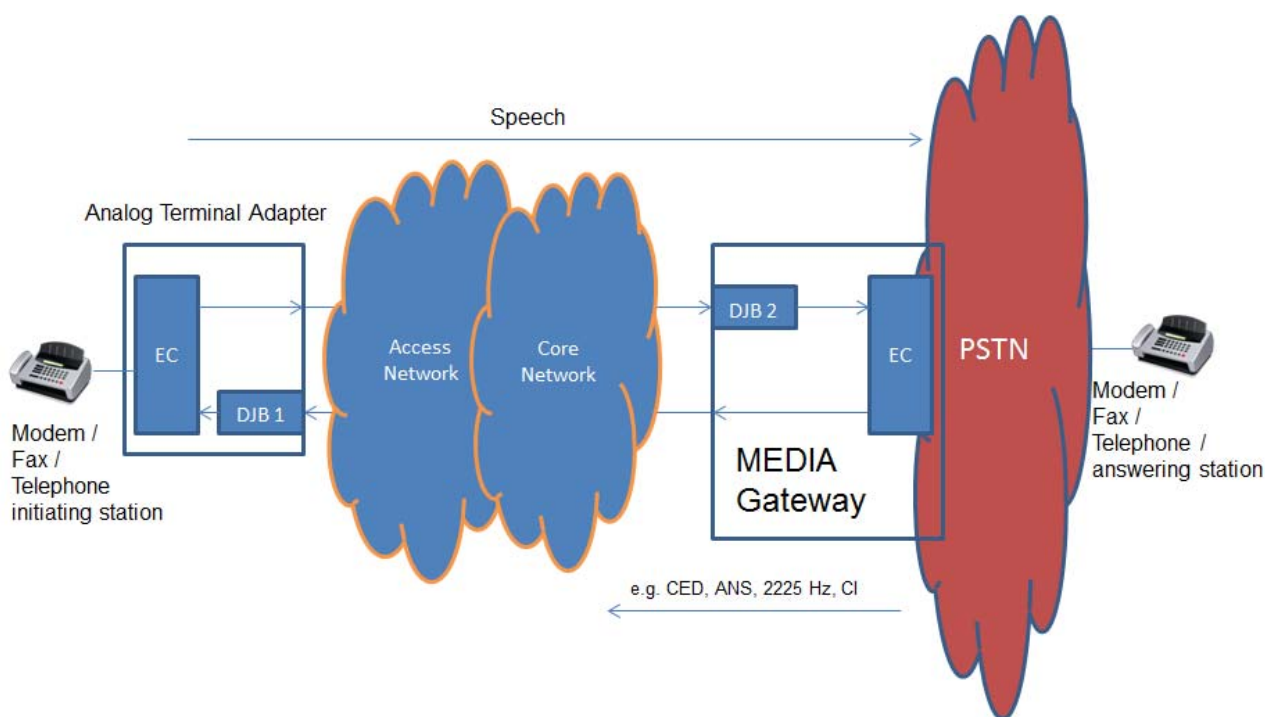 Speech
Analog Terminal Adapter
EC
DJB 1
Modem /
Fax /
Telephone
initiating station
Access
Network
Core
Network
DJB 2
EC
MEDIA
Gateway
PSTN
Modem /
Fax /
Telephone /
answering station
e.g. CED, ANS, 2225 Hz, CI